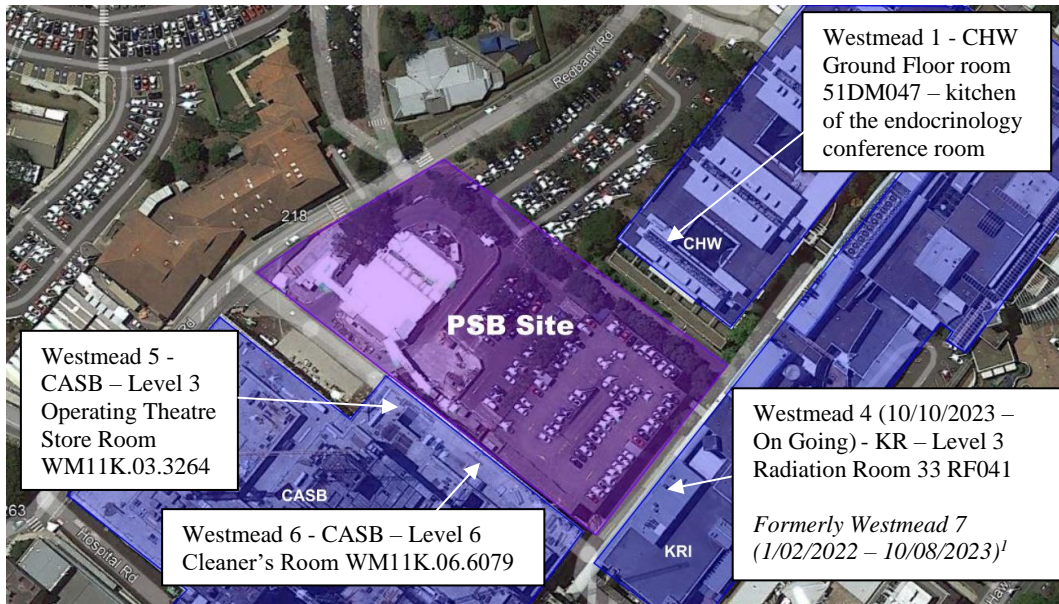 Westmead 1 - CHW
Ground Floor room
51DM047 – kitchen
of the endocrinology
conference room
Redbank Rd
218
CHW
PSB Site
Rd
Westmead 5 -
CASB – Level 3
Operating Theatre
Store Room
WM11K.03.3264
Westmead 4 (10/10/2023 –
On Going) - KR – Level 3
Radiation Room 33 RF041
Formerly Westmead 7
(1/02/2022 – 10/08/2023)1
CASB
263
Westmead 6 - CASB – Level 6
Cleaner's Room WM11K.06.6079
KRI
Hospital Rd
Haw